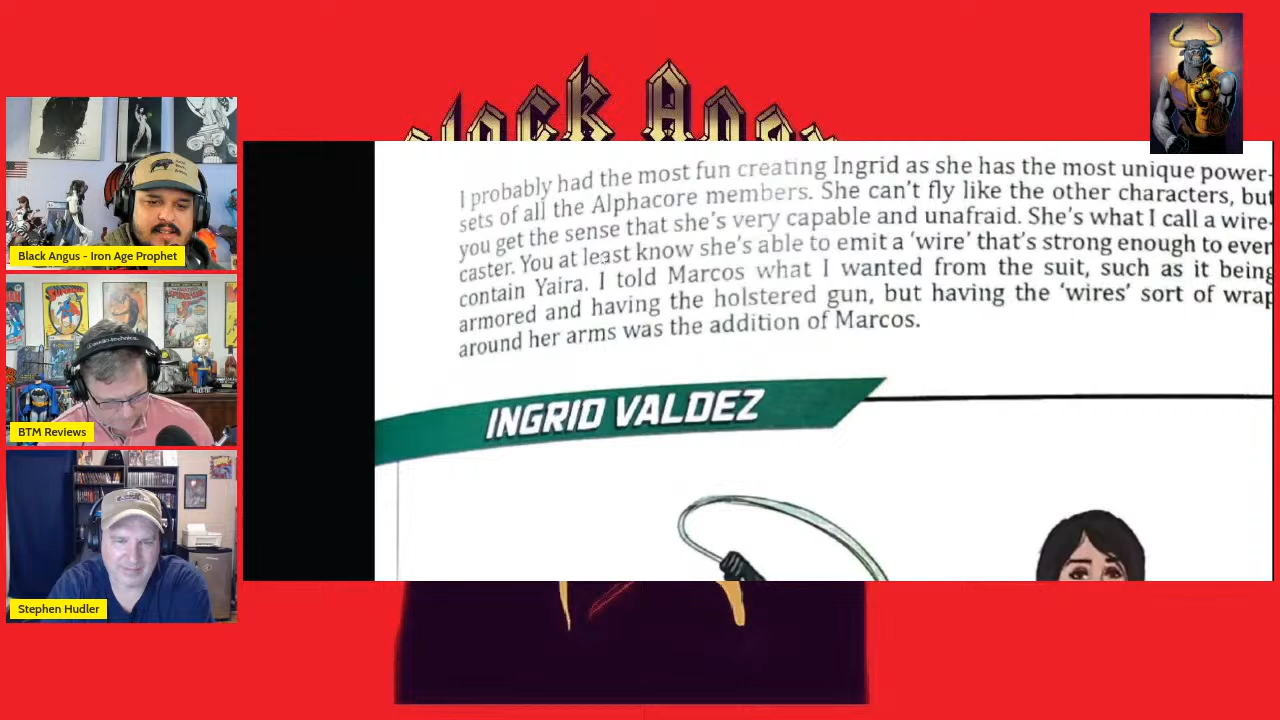 Black Angus
I probably had the most fun creating Ingrid as she has the most unique power-
sets of all the Alphacore members. She can't fly like the other characters, but
you get the sense that she's very capable and unafraid. She's what I call a wire-
caster. You at least know she's able to emit a 'wire' that's strong enough to even
contain Yaira. I told Marcos what I wanted from the suit, such as it being
armored and having the holstered gun, but having the 'wires' sort of wrap
around her arms was the addition of Marcos.
INGRID VALDEZ
Black Angus - Iron Age Prophet
BTM Reviews
Stephen Hudler